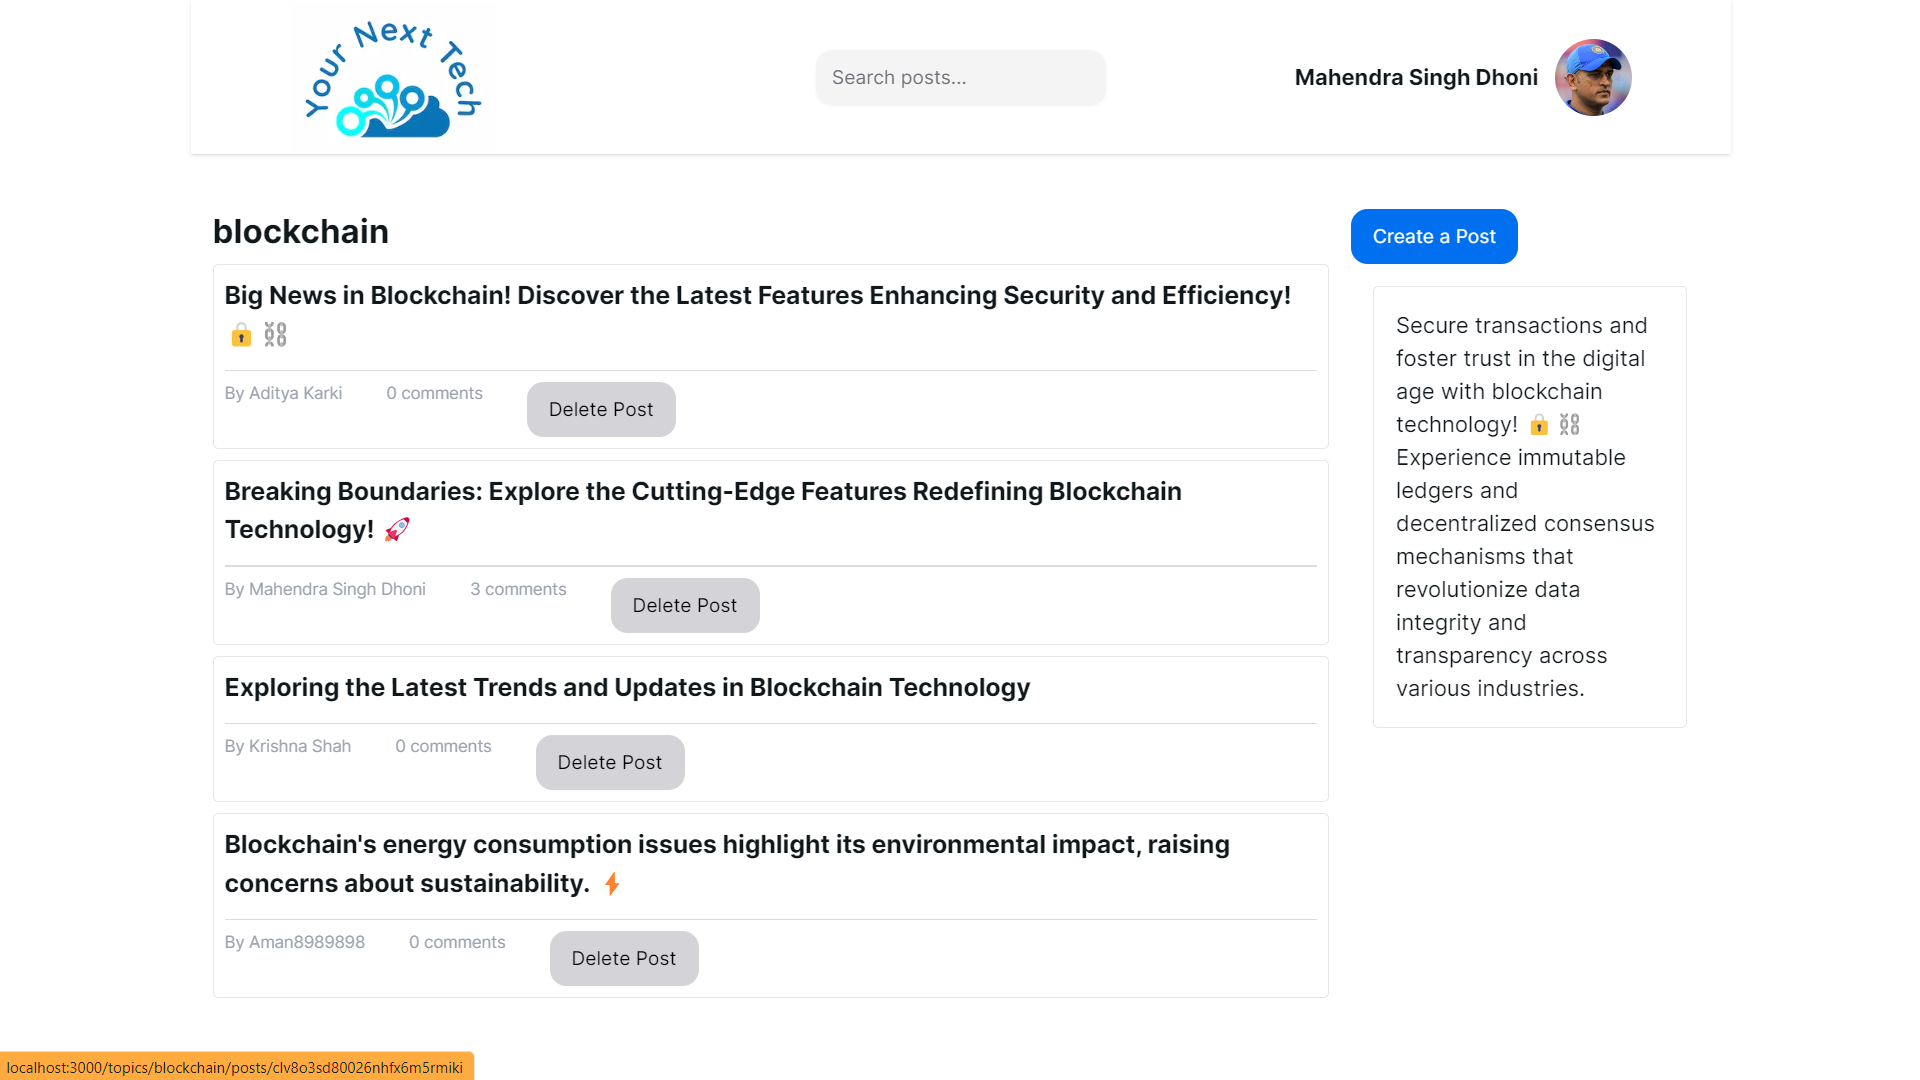 Your Next Tech
Search posts...
Mahendra Singh Dhoni
blockchain
Create a Post
Big News in Blockchain! Discover the Latest Features Enhancing Security and Efficiency!
🔒 ⛓️
By Aditya Karki 0 comments Delete Post
Breaking Boundaries: Explore the Cutting-Edge Features Redefining Blockchain
Technology! 🚀
By Mahendra Singh Dhoni 3 comments Delete Post
Exploring the Latest Trends and Updates in Blockchain Technology
By Krishna Shah 0 comments Delete Post
Blockchain's energy consumption issues highlight its environmental impact, raising
concerns about sustainability. ⚡
By Aman8989898 0 comments Delete Post
Secure transactions and
foster trust in the digital
age with blockchain
technology! 🔒 ⛓️
Experience immutable
ledgers and
decentralized consensus
mechanisms that
revolutionize data
integrity and
transparency across
various industries.
localhost:3000/topics/blockchain/posts/clv8o3sd80026nhfx6m5rmiki